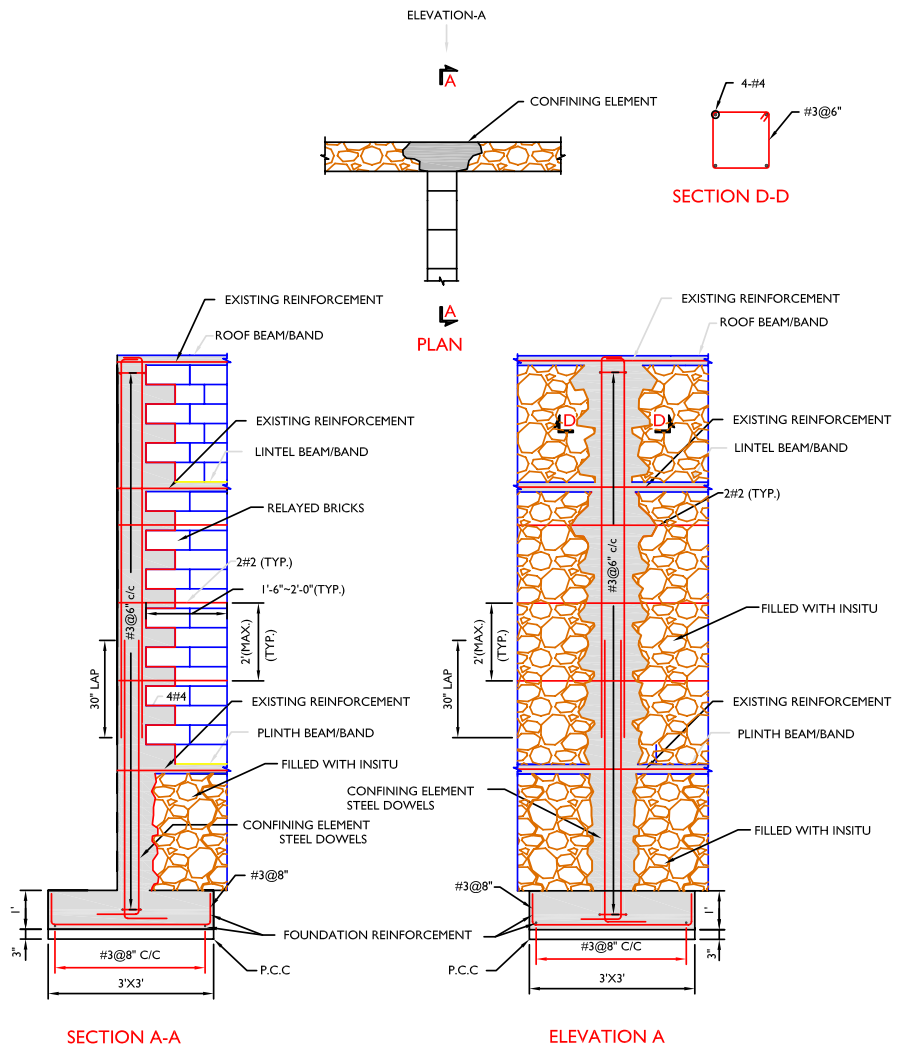 ELEVATION-A
A
CONFINING ELEMENT
4-#4
#3@6"
SECTION D-D
A
PLAN
EXISTING REINFORCEMENT
ROOF BEAM/BAND
EXISTING REINFORCEMENT
LINTEL BEAM/BAND
RELAYED BRICKS
2#2 (TYP.)
1'-6"~2'-0"(TYP.)
#3@6" c/c
2'(MAX.)
(TYP.)
30" LAP
4#4
EXISTING REINFORCEMENT
PLINTH BEAM/BAND
FILLED WITH INSITU
CONFINING ELEMENT
STEEL DOWELS
#3@8"
1'
3"
FOUNDATION REINFORCEMENT
#3@8" C/C
P.C.C
3'X3'
SECTION A-A
EXISTING REINFORCEMENT
ROOF BEAM/BAND
D
D
EXISTING REINFORCEMENT
LINTEL BEAM/BAND
2#2 (TYP.)
#3@6" c/c
FILLED WITH INSITU
2'(MAX.)
(TYP.)
30" LAP
EXISTING REINFORCEMENT
PLINTH BEAM/BAND
CONFINING ELEMENT
STEEL DOWELS
FILLED WITH INSITU
#3@8"
1'
3"
#3@8" C/C
P.C.C
3'X3'
ELEVATION A